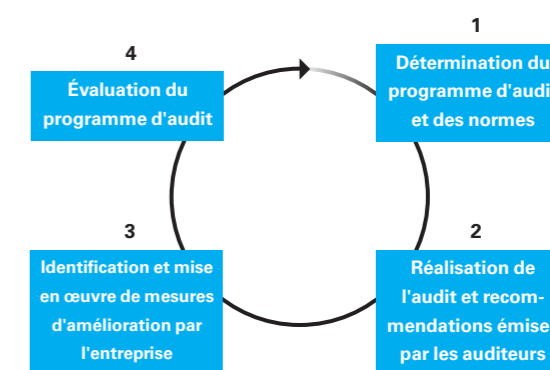 1
Détermination du
programme d'audi
et des normes
2
Réalisation de
l'audit et recom-
mendations émise
par les auditeurs
3
Identification et mise
en œuvre de mesures
d'amélioration par
l'entreprise
4
Évaluation du
programme d'audit